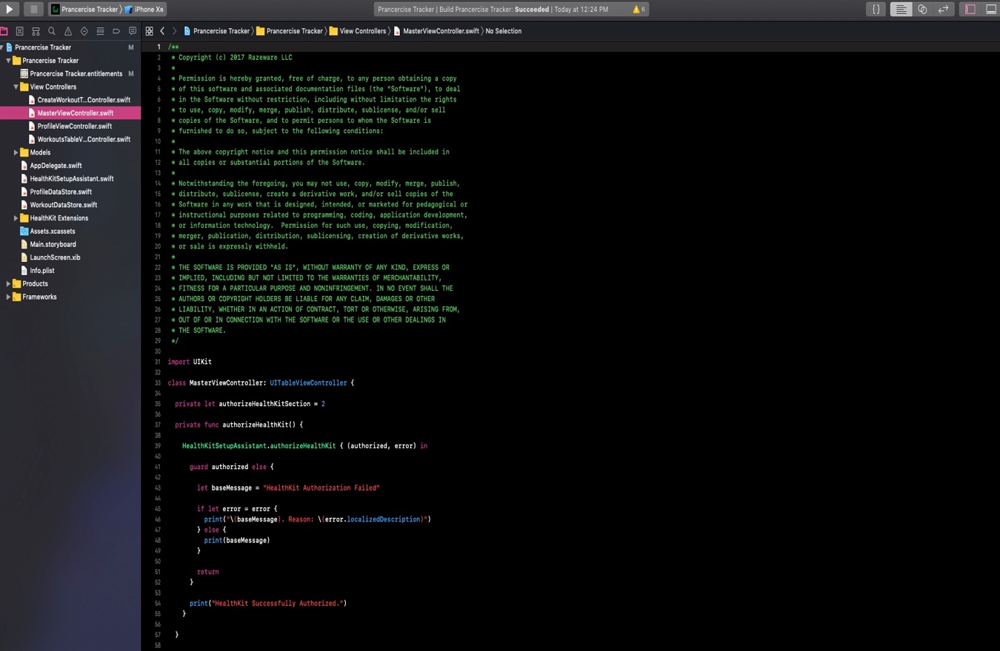 Prancercise Tracker
iPhone XR
Prancercise Tracker | Build Prancercise Tracker: Succeeded | Today at 12:24 PM
6
Prancercise Tracker
Prancercise Tracker
View Controllers
MasterViewController.swift
No Selection
Prancercise Tracker M
Prancercise Tracker
Prancercise Tracker.entitlements M
View Controllers
CreateWorkoutT...Controller.swift
MasterViewController.swift
ProfileViewController.swift
WorkoutsTableV...Controller.swift
Models
AppDelegate.swift
HealthKitSetupAssistant.swift
ProfileDataStore.swift
WorkoutDataStore.swift
HealthKit Extensions
Assets.xcassets
Main.storyboard
LaunchScreen.xib
Info.plist
Products
Frameworks
1 /**
2 * Copyright (c) 2017 Razeware LLC
3 *
4 * Permission is hereby granted, free of charge, to any person obtaining a copy
5 * of this software and associated documentation files (the "Software"), to deal
6 * in the Software without restriction, including without limitation the rights
7 * to use, copy, modify, merge, publish, distribute, sublicense, and/or sell
8 * copies of the Software, and to permit persons to whom the Software is
9 * furnished to do so, subject to the following conditions:
10 *
11 * The above copyright notice and this permission notice shall be included in
12 * all copies or substantial portions of the Software.
13 *
14 * Notwithstanding the foregoing, you may not use, copy, modify, merge, publish,
15 * distribute, sublicense, create a derivative work, and/or sell copies of the
16 * Software in any work that is designed, intended, or marketed for pedagogical or
17 * instructional purposes related to programming, coding, application development,
18 * or information technology.  Permission for such use, copying, modification,
19 * merger, publication, distribution, sublicensing, creation of derivative works,
20 * or sale is expressly withheld.
21 *
22 * THE SOFTWARE IS PROVIDED "AS IS", WITHOUT WARRANTY OF ANY KIND, EXPRESS OR
23 * IMPLIED, INCLUDING BUT NOT LIMITED TO THE WARRANTIES OF MERCHANTABILITY,
24 * FITNESS FOR A PARTICULAR PURPOSE AND NONINFRINGEMENT. IN NO EVENT SHALL THE
25 * AUTHORS OR COPYRIGHT HOLDERS BE LIABLE FOR ANY CLAIM, DAMAGES OR OTHER
26 * LIABILITY, WHETHER IN AN ACTION OF CONTRACT, TORT OR OTHERWISE, ARISING FROM,
27 * OUT OF OR IN CONNECTION WITH THE SOFTWARE OR THE USE OR OTHER DEALINGS IN
28 * THE SOFTWARE.
29 */
30
31 import UIKit
32
33 class MasterViewController: UITableViewController {
34
35 private let authorizeHealthKitSection = 2
36
37 private func authorizeHealthKit() {
38
39 HealthKitSetupAssistant.authorizeHealthKit { (authorized, error) in
40
41 guard authorized else {
42
43 let baseMessage = "HealthKit Authorization Failed"
44
45 if let error = error {
46 print("\(baseMessage). Reason: \(error.localizedDescription)")
47 } else {
48 print(baseMessage)
49 }
50
51 return
52 }
53
54 print("HealthKit Successfully Authorized.")
55 }
56
57 }
58